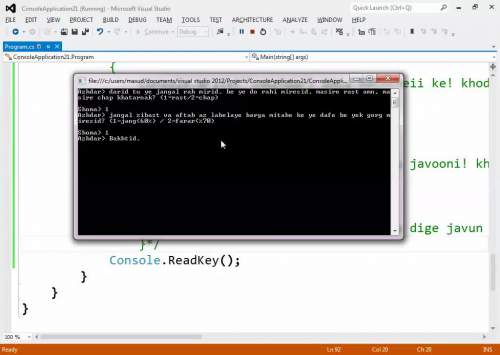 ConsoleApplication21 (Running) - Microsoft Visual Studio
Quick Launch (Ctrl+Q)
FILE EDIT VIEW PROJECT BUILD DEBUG TEAM TOOLS TEST ARCHITECTURE ANALYZE WINDOW HELP
Continue
Program.cs
ConsoleApplication21.Program
Main(string[] args)
{
eii ke! khod
file:///c:/users/masud/documents/visual studio 2012/Projects/ConsoleApplication21/ConsoleAppli...
Azhdar> darid tu ye jangal rah mirid. be ye do rahi miresid. masire rast amn, ma
sire chap khatarnak? (1-rast/2-chap)
Shoma> 1
Azhdar> jangal zibast va aftab az labelaye barga mitabe ke ye dafe be yek gorg m
iresid? (1-jang(60%) / 2-farar(%70)
Shoma> 1
Azhdar> Bakhtid.
javooni! kh
dige javun
}*/
Console.ReadKey();
}
}
}
100 %
Ready
Ln 92
Col 20
Ch 20
INS